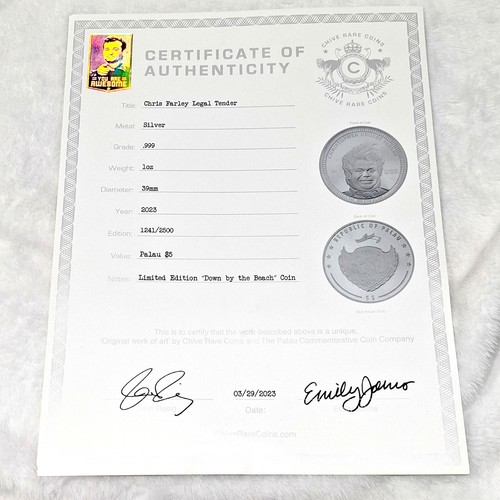 YOU ARE
AWESOME
CERTIFICATE OF
AUTHENTICITY
CHIVE RARE COINS
C
CHIVE RARE COINS
Title: Chris Farley Legal Tender
Metal: Silver
Grade: .999
Weight: 1oz
Diameter: 39mm
Year: 2023
Edition: 1241/2500
Value: Palau $5
Notes: Limited Edition "Down by the Beach" Coin
REPUBLIC OF PALAU
$5
This is to certify that the work described above is a unique,
'Original work of art' by Chive Rare Coins and The Palau Commemorative Coin Company
03/29/2023
Emily Jamo
Date: